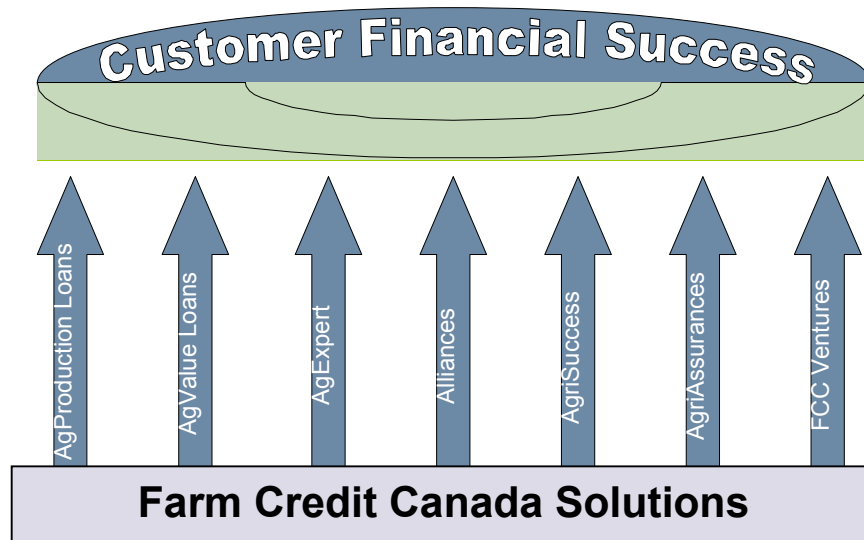 Customer Financial Success
AgProduction Loans
AgValue Loans
AgExpert
Alliances
AgriSuccess
AgriAssurances
FCC Ventures
Farm Credit Canada Solutions